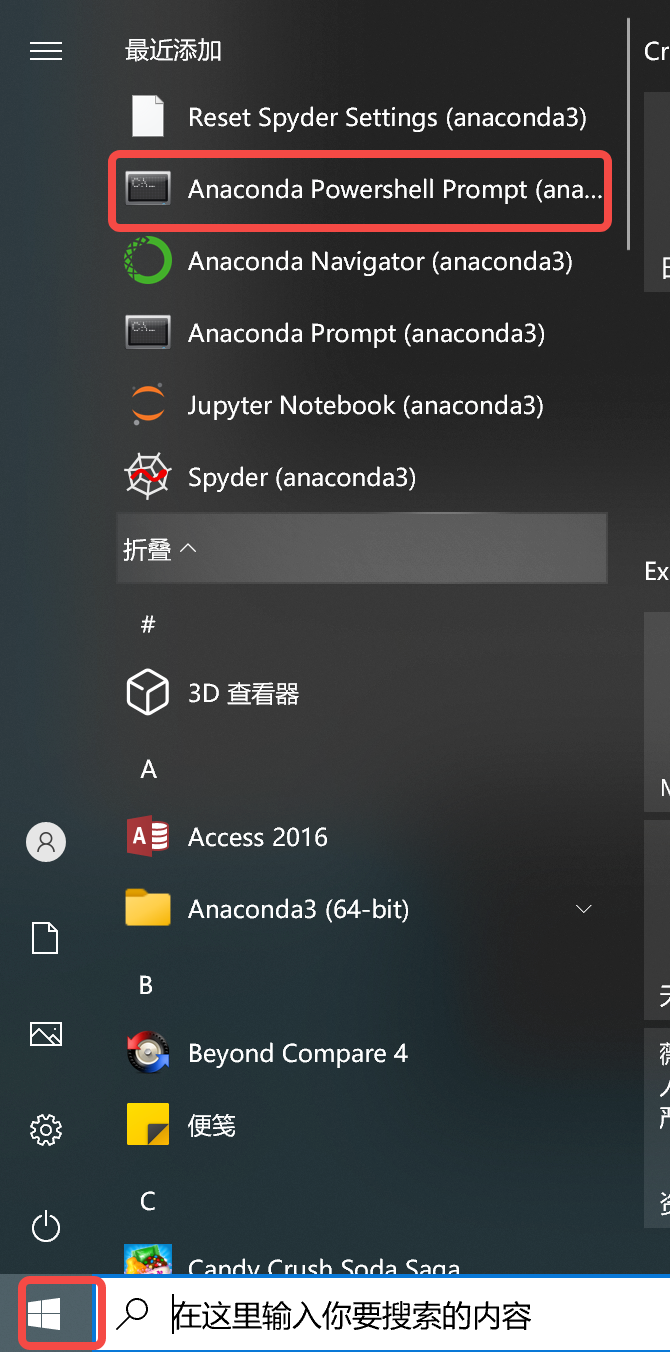 最近添加
Cr
Reset Spyder Settings (anaconda3)
Anaconda Powershell Prompt (ana...
Anaconda Navigator (anaconda3)
Anaconda Prompt (anaconda3)
Jupyter Notebook (anaconda3)
Spyder (anaconda3)
折叠
Ex
#
3D 查看器
A
Access 2016
Anaconda3 (64-bit)
B
Beyond Compare 4
便笺
C
Candy Crush Soda Saga
在这里输入你要搜索的内容